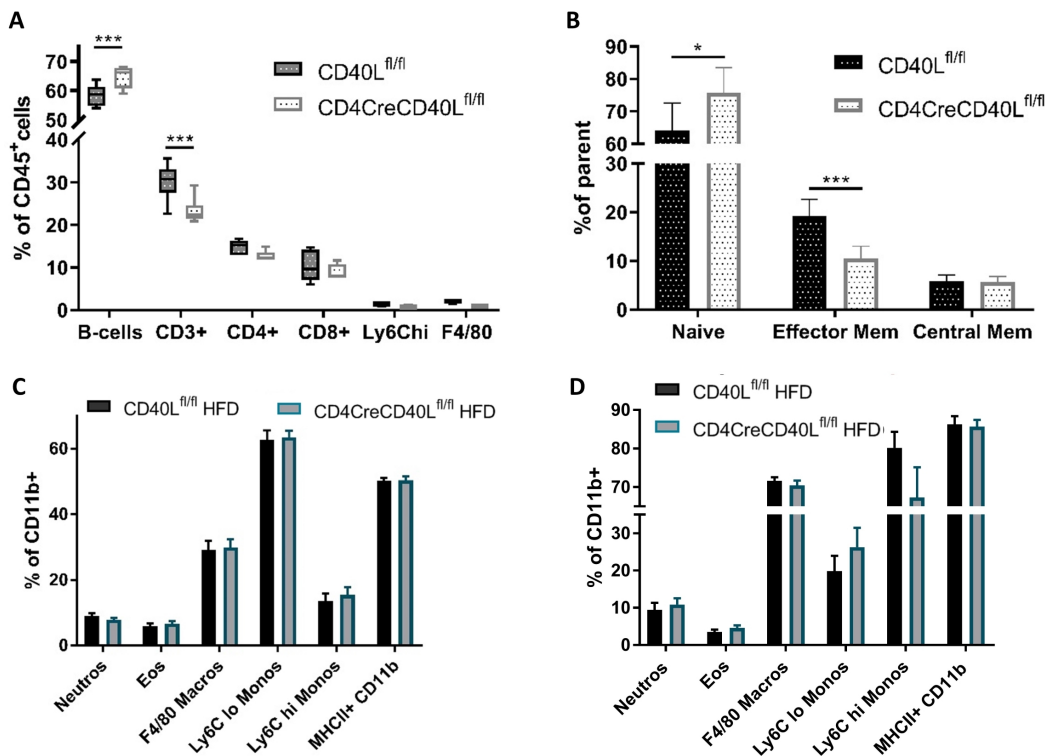 A
% of CD45+cells
70
60
50
40
30
20
10
0
***
***
CD40Lfl/fl
CD4CreCD40Lfl/fl
B-cells CD3+ CD4+ CD8+ Ly6Chi F4/80
B
%of parent
90
80
70
60
30
20
10
0
*
***
CD40Lfl/fl
CD4CreCD40Lfl/fl
Naive Effector Mem Central Mem
C
CD40Lfl/fl HFD CD4CreCD40Lfl/fl HFD
% of CD11b+
60
40
20
0
Neutros
Eos
F4/80 Macros
Ly6C lo Monos
Ly6C hi Monos
MHCII+ CD11b
D
CD40Lfl/fl HFD
CD4CreCD40Lfl/fl HFD
% of CD11b+
90
80
70
30
20
10
0
Neutros
Eos
F4/80 Macros
Ly6C lo Monos
Ly6C hi Monos
MHCII+ CD11b